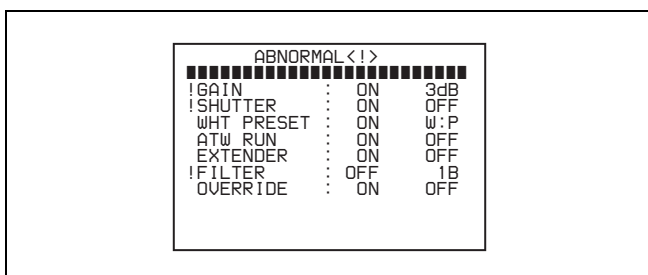 ABNORMAL<!>
!GAIN : ON 3dB
!SHUTTER : ON OFF
WHT PRESET : ON W:P
ATW RUN : ON OFF
EXTENDER : ON OFF
!FILTER : OFF 1B
OVERRIDE : ON OFF